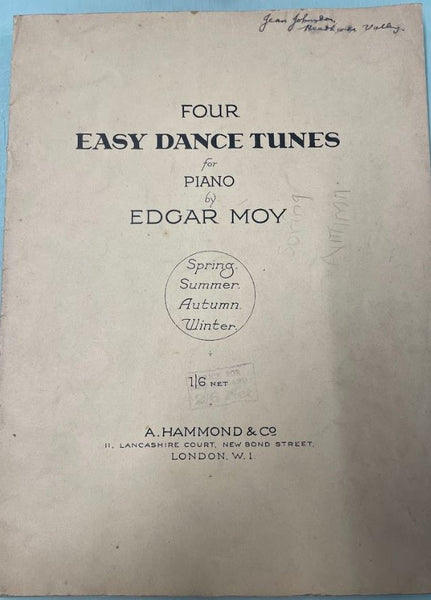 Jean Johnston,
Valley.
FOUR
EASY DANCE TUNES
for
PIANO
by
EDGAR MOY
Spring
Autumn
Spring.
Summer.
Autumn.
Winter.
1/6 NET
A. HAMMOND & Co
11, LANCASHIRE COURT, NEW BOND STREET,
LONDON, W.1.